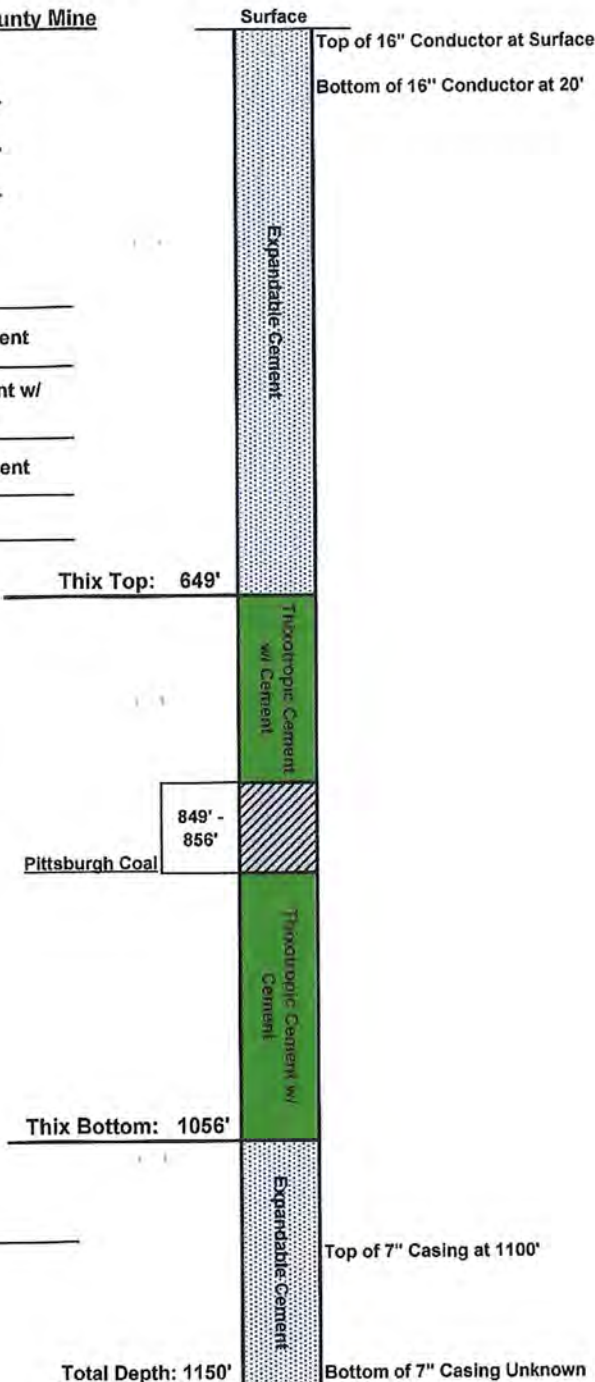 unty Mine
Surface
Top of 16" Conductor at Surface
Bottom of 16" Conductor at 20'
Expandable Cement
ent
nt w/
ent
Thix Top: 649'
Thixotropic Cement
w/ Cement
849' -
856'
Pittsburgh Coal
Thixotropic Cement w/
Cement
Thix Bottom: 1056'
Expandable Cement
Top of 7" Casing at 1100'
Total Depth: 1150'
Bottom of 7" Casing Unknown